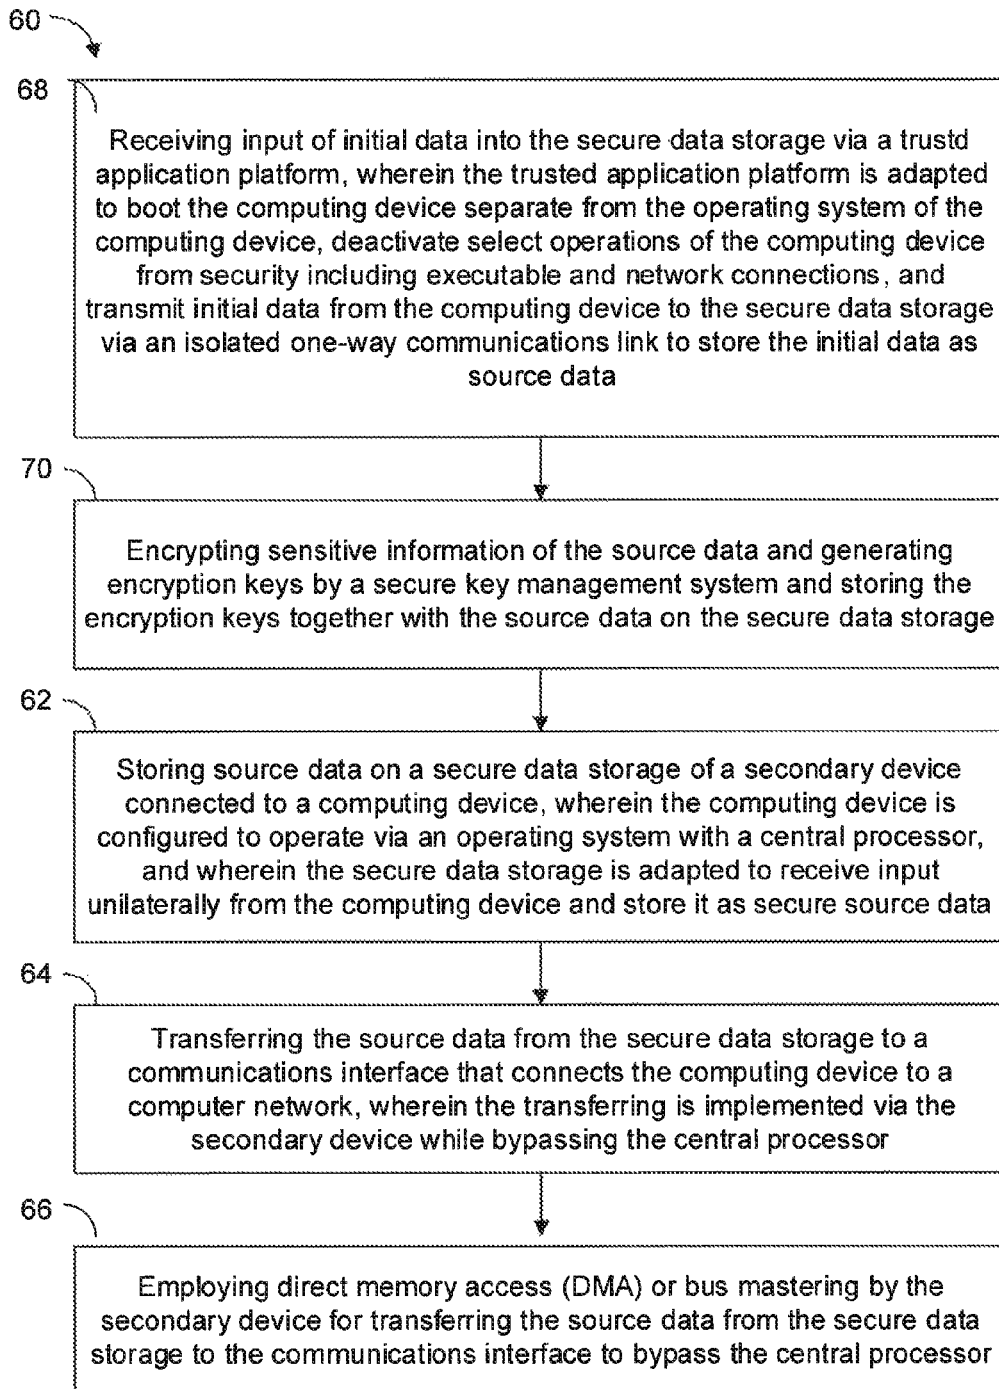 60
68
Receiving input of initial data into the secure data storage via a trustd
application platform, wherein the trusted application platform is adapted
to boot the computing device separate from the operating system of the
computing device, deactivate select operations of the computing device
from security including executable and network connections, and
transmit initial data from the computing device to the secure data storage
via an isolated one-way communications link to store the initial data as
source data
70
Encrypting sensitive information of the source data and generating
encryption keys by a secure key management system and storing the
encryption keys together with the source data on the secure data storage
62
Storing source data on a secure data storage of a secondary device
connected to a computing device, wherein the computing device is
configured to operate via an operating system with a central processor,
and wherein the secure data storage is adapted to receive input
unilaterally from the computing device and store it as secure source data
64
Transferring the source data from the secure data storage to a
communications interface that connects the computing device to a
computer network, wherein the transferring is implemented via the
secondary device while bypassing the central processor
66
Employing direct memory access (DMA) or bus mastering by the
secondary device for transferring the source data from the secure data
storage to the communications interface to bypass the central processor